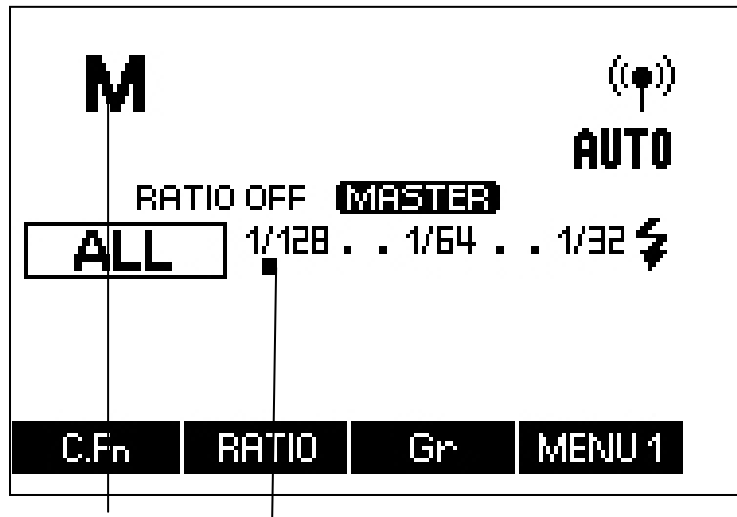 M
AUTO
RATIO OFF MASTER
ALL 1/128 . . 1/64 . . 1/32
C.Fn RATIO Gr MENU 1